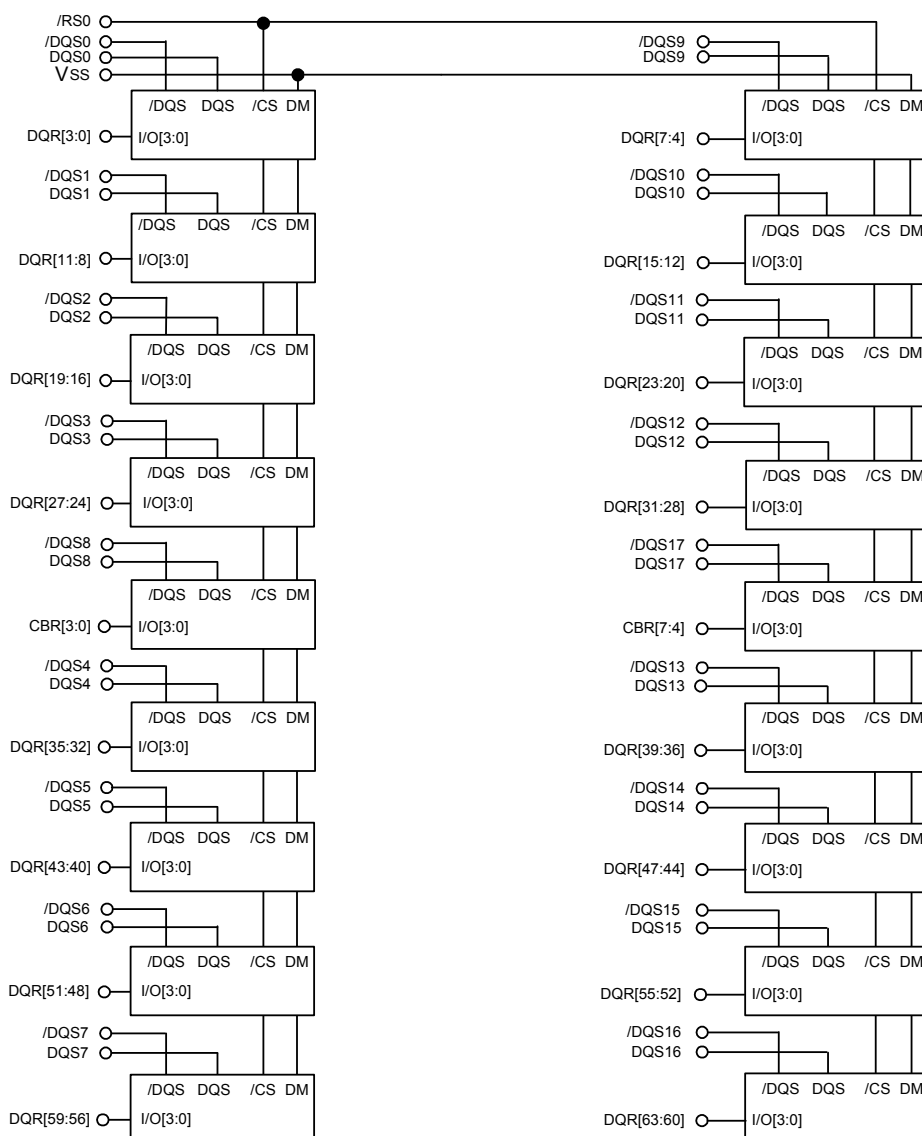 /RS0
/DQS0
DQS0
VSS
/DQS DQS /CS DM
DQR[3:0]
I/O[3:0]
/DQS1
DQS1
/DQS DQS /CS DM
DQR[11:8]
I/O[3:0]
/DQS2
DQS2
/DQS DQS /CS DM
DQR[19:16]
I/O[3:0]
/DQS3
DQS3
/DQS DQS /CS DM
DQR[27:24]
I/O[3:0]
/DQS8
DQS8
/DQS DQS /CS DM
CBR[3:0]
I/O[3:0]
/DQS4
DQS4
/DQS DQS /CS DM
DQR[35:32]
I/O[3:0]
/DQS5
DQS5
/DQS DQS /CS DM
DQR[43:40]
I/O[3:0]
/DQS6
DQS6
/DQS DQS /CS DM
DQR[51:48]
I/O[3:0]
/DQS7
DQS7
/DQS DQS /CS DM
DQR[59:56]
I/O[3:0]
/DQS9
DQS9
/DQS DQS /CS DM
DQR[7:4]
I/O[3:0]
/DQS10
DQS10
/DQS DQS /CS DM
DQR[15:12]
I/O[3:0]
/DQS11
DQS11
/DQS DQS /CS DM
DQR[23:20]
I/O[3:0]
/DQS12
DQS12
/DQS DQS /CS DM
DQR[31:28]
I/O[3:0]
/DQS17
DQS17
/DQS DQS /CS DM
CBR[7:4]
I/O[3:0]
/DQS13
DQS13
/DQS DQS /CS DM
DQR[39:36]
I/O[3:0]
/DQS14
DQS14
/DQS DQS /CS DM
DQR[47:44]
I/O[3:0]
/DQS15
DQS15
/DQS DQS /CS DM
DQR[55:52]
I/O[3:0]
/DQS16
DQS16
/DQS DQS /CS DM
DQR[63:60]
I/O[3:0]